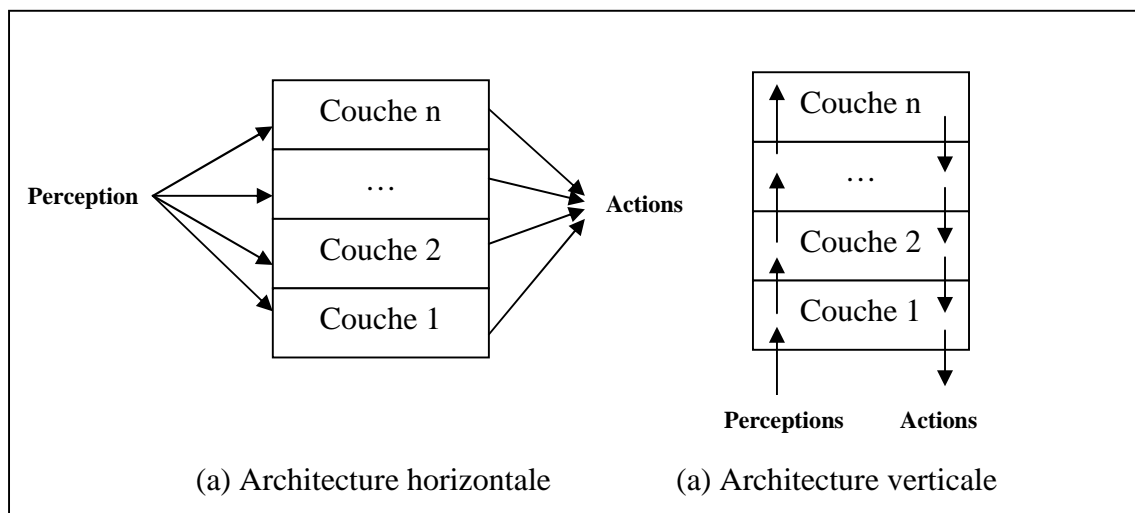 Couche n
…
Couche 2
Couche 1
Perception
Actions
Couche n
…
Couche 2
Couche 1
Perceptions
Actions
(a) Architecture horizontale
(a) Architecture verticale